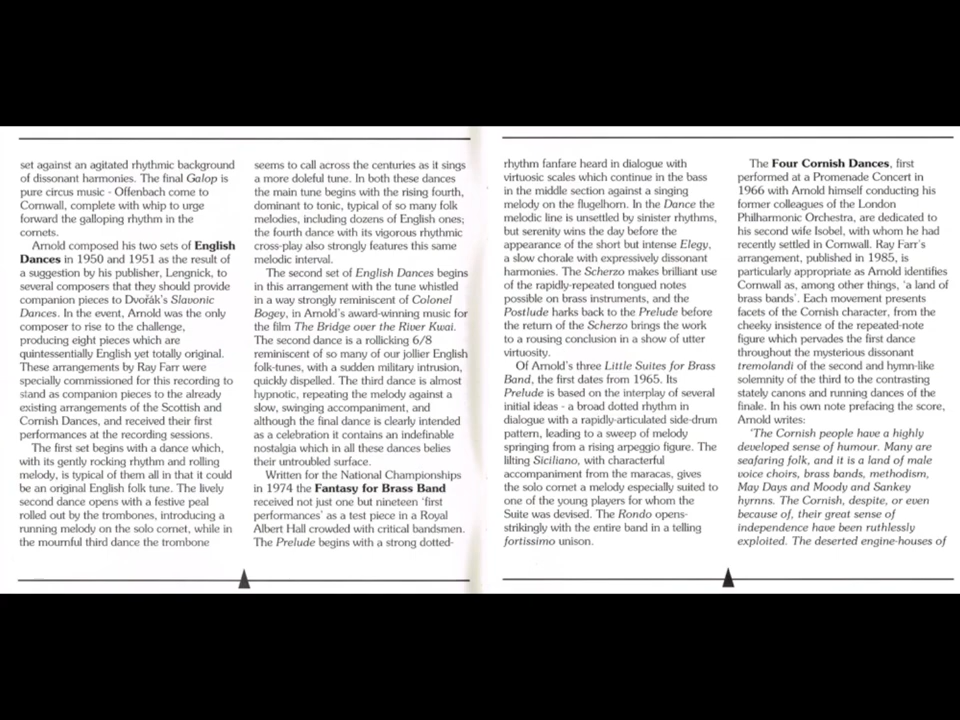 set against an agitated rhythmic background
of dissonant harmonies. The final Galop is
pure circus music - Offenbach come to
Cornwall, complete with whip to urge
forward the galloping rhythm in the
cornets.
Arnold composed his two sets of English
Dances in 1950 and 1951 as the result of
a suggestion by his publisher, Lengnick, to
several composers that they should provide
companion pieces to Dvořák's Slavonic
Dances. In the event, Arnold was the only
composer to rise to the challenge,
producing eight pieces which are
quintessentially English yet totally original.
These arrangements by Ray Farr were
specially commissioned for this recording to
stand as companion pieces to the already
existing arrangements of the Scottish and
Cornish Dances, and received their first
performances at the recording sessions.
The first set begins with a dance which,
with its gently rocking rhythm and rolling
melody, is typical of them all in that it could
be an original English folk tune. The lively
second dance opens with a festive peal
rolled out by the trombones, introducing a
running melody on the solo cornet, while in
the mournful third dance the trombone
seems to call across the centuries as it sings
a more doleful tune. In both these dances
the main tune begins with the rising fourth,
dominant to tonic, typical of so many folk
melodies, including dozens of English ones;
the fourth dance with its vigorous rhythmic
cross-play also strongly features this same
melodic interval.
The second set of English Dances begins
in this arrangement with the tune whistled
in a way strongly reminiscent of Colonel
Bogey, in Arnold's award-winning music for
the film The Bridge over the River Kwai.
The second dance is a rollicking 6/8
reminiscent of so many of our jollier English
folk-tunes, with a sudden military intrusion,
quickly dispelled. The third dance is almost
hypnotic, repeating the melody against a
slow, swinging accompaniment, and
although the final dance is clearly intended
as a celebration it contains an indefinable
nostalgia which in all these dances belies
their untroubled surface.
Written for the National Championships
in 1974 the Fantasy for Brass Band
received not just one but nineteen 'first
performances' as a test piece in a Royal
Albert Hall crowded with critical bandsmen.
The Prelude begins with a strong dotted-
rhythm fanfare heard in dialogue with
virtuosic scales which continue in the bass
in the middle section against a singing
melody on the flugelhorn. In the Dance the
melodic line is unsettled by sinister rhythms,
but serenity wins the day before the
appearance of the short but intense Elegy,
a slow chorale with expressively dissonant
harmonies. The Scherzo makes brilliant use
of the rapidly-repeated tongued notes
possible on brass instruments, and the
Postlude harks back to the Prelude before
the return of the Scherzo brings the work
to a rousing conclusion in a show of utter
virtuosity.
Of Arnold's three Little Suites for Brass
Band, the first dates from 1965. Its
Prelude is based on the interplay of several
initial ideas - a broad dotted rhythm in
dialogue with a rapidly-articulated side-drum
pattern, leading to a sweep of melody
springing from a rising arpeggio figure. The
lilting Siciliano, with characterful
accompaniment from the maracas, gives
the solo cornet a melody especially suited to
one of the young players for whom the
Suite was devised. The Rondo opens-
strikingly with the entire band in a telling
fortissimo unison.
The Four Cornish Dances, first
performed at a Promenade Concert in
1966 with Arnold himself conducting his
former colleagues of the London
Philharmonic Orchestra, are dedicated to
his second wife Isobel, with whom he had
recently settled in Cornwall. Ray Farr's
arrangement, published in 1985, is
particularly appropriate as Arnold identifies
Cornwall as, among other things, 'a land of
brass bands'. Each movement presents
facets of the Cornish character, from the
cheeky insistence of the repeated-note
figure which pervades the first dance
throughout the mysterious dissonant
tremolandi of the second and hymn-like
solemnity of the third to the contrasting
stately canons and running dances of the
finale. In his own note prefacing the score,
Arnold writes:
'The Cornish people have a highly
developed sense of humour. Many are
seafaring folk, and it is a land of male
voice choirs, brass bands, methodism,
May Days and Moody and Sankey
hyrnns. The Cornish, despite, or even
because of, their great sense of
independence have been ruthlessly
exploited. The deserted engine-houses of